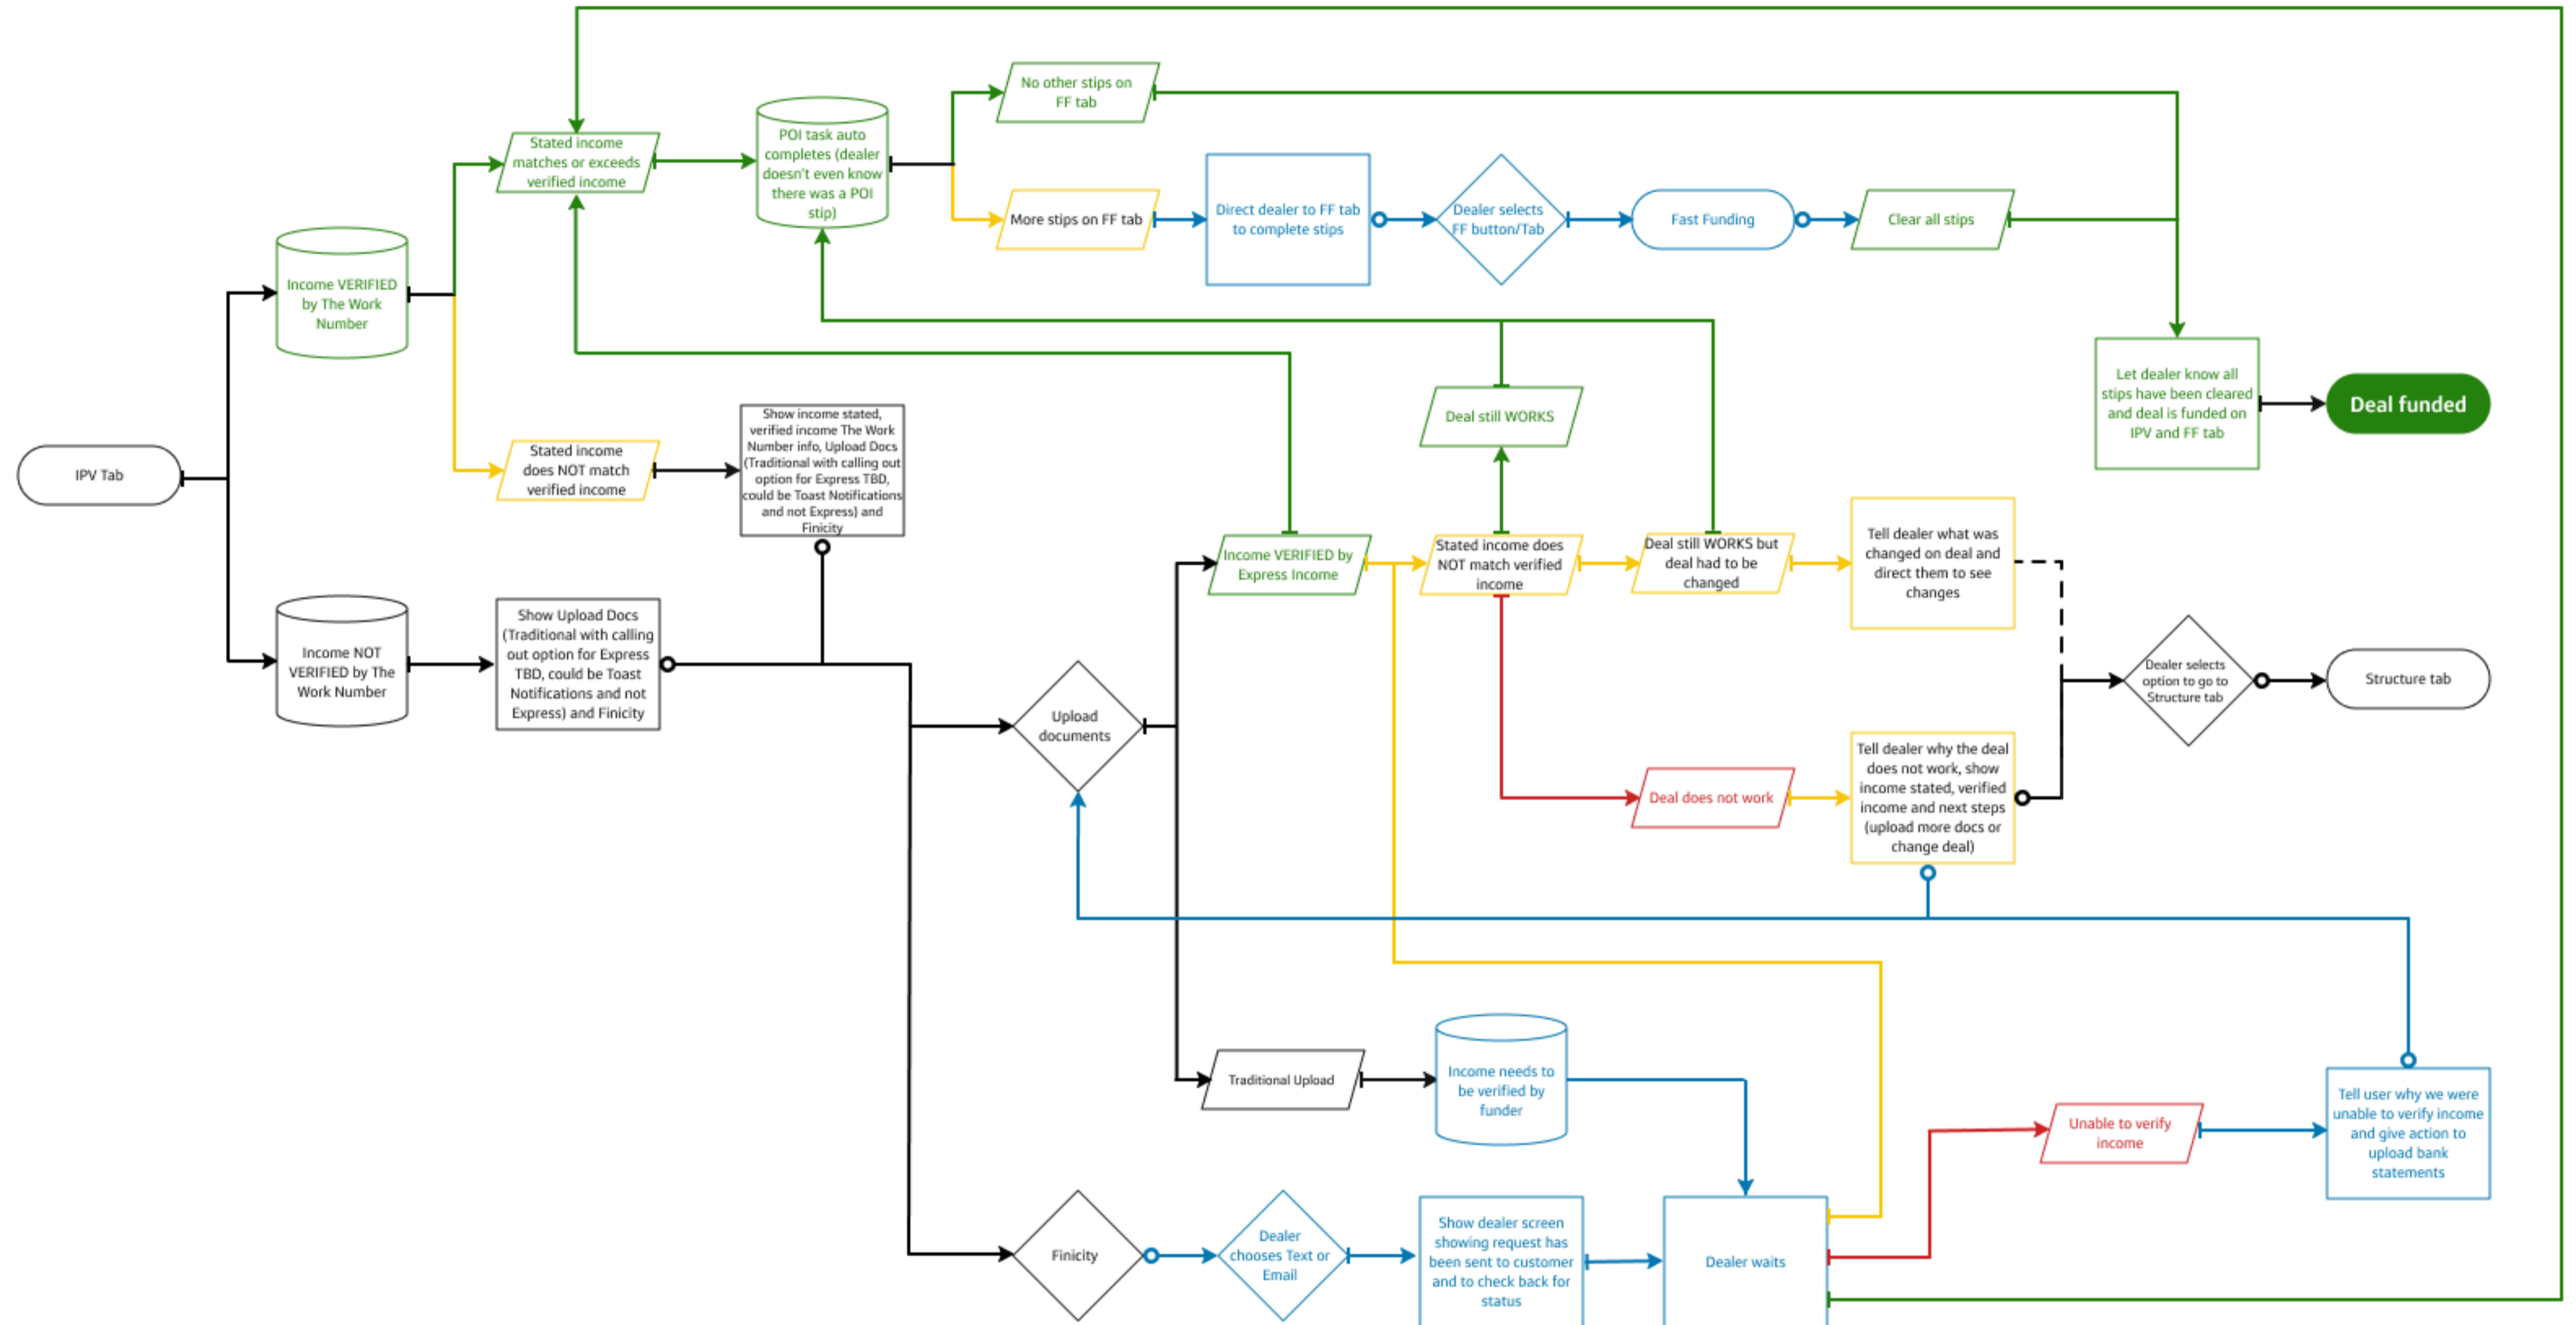 No other stips on
FF tab
Stated income
matches or exceeds
verified income
POI task auto
completes (dealer
doesn't even know
there was a POI
stip)
More stips on FF tab
Direct dealer to FF tab
to complete stips
Dealer selects
FF button/Tab
Fast Funding
Clear all stips
Income VERIFIED
by The Work
Number
Let dealer know all
stips have been cleared
and deal is funded on
IPV and FF tab
Deal funded
IPV Tab
Stated income
does NOT match
verified income
Show income stated,
verified income The Work
Number info, Upload Docs
(Traditional with calling out
option for Express TBD,
could be Toast Notifications
and not Express) and
Finicity
Deal still WORKS
Income VERIFIED by
Express Income
Stated income does
NOT match verified
income
Deal still WORKS but
deal had to be
changed
Tell dealer what was
changed on deal and
direct them to see
changes
Income NOT
VERIFIED by The
Work Number
Show Upload Docs
(Traditional with calling
out option for Express
TBD, could be Toast
Notifications and not
Express) and Finicity
Upload
documents
Dealer selects
option to go to
Structure tab
Structure tab
Deal does not work
Tell dealer why the deal
does not work, show
income stated, verified
income and next steps
(upload more docs or
change deal)
Traditional Upload
Income needs to
be verified by
funder
Unable to verify
income
Tell user why we were
unable to verify income
and give action to
upload bank
statements
Finicity
Dealer
chooses Text or
Email
Show dealer screen
showing request has
been sent to customer
and to check back for
status
Dealer waits